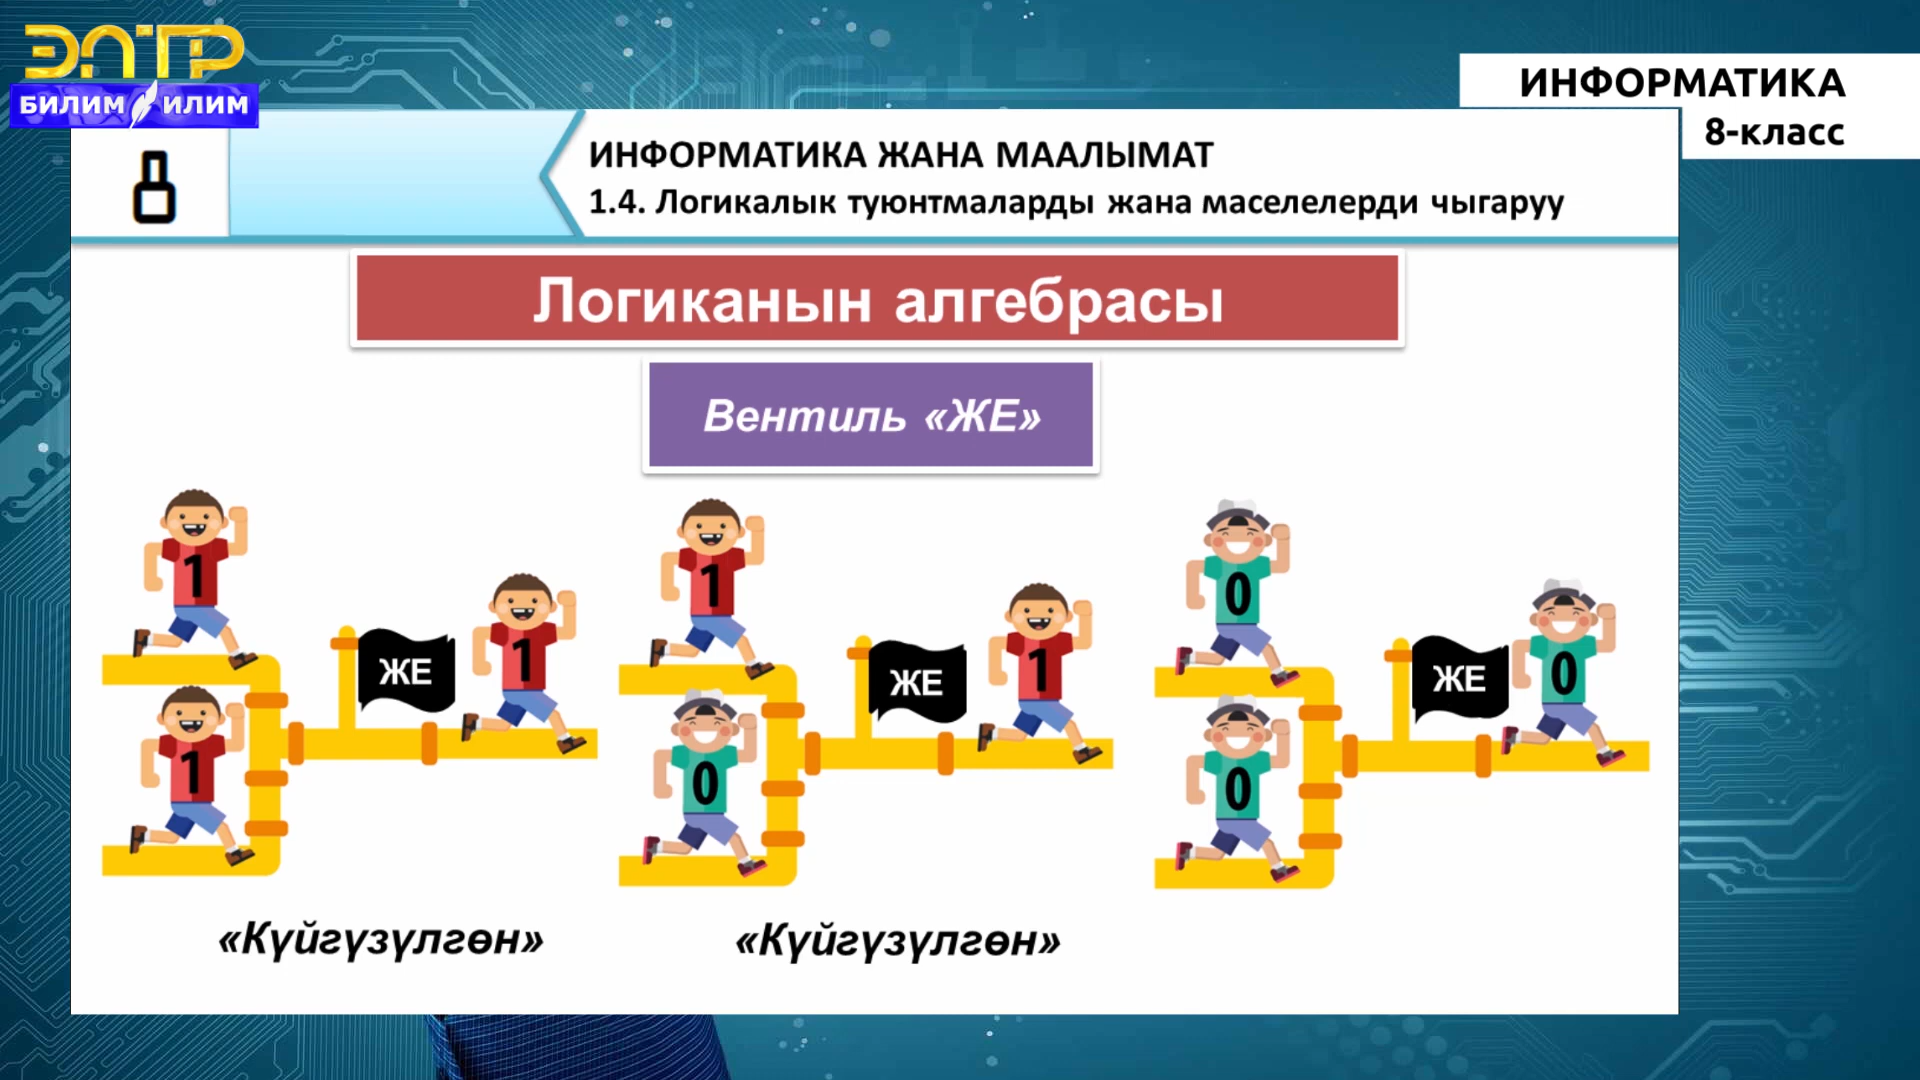 ЭЛТР
БИЛИМ ИЛИМ
ИНФОРМАТИКА
8-класс
ИНФОРМАТИКА ЖАНА МААЛЫМАТ
1.4. Логикалык туюнтмаларды жана маселелерди чыгаруу
Логиканын алгебрасы
Вентиль «ЖЕ»
1
1
ЖЕ
1
1
0
ЖЕ
1
0
0
ЖЕ
0
«Күйгүзүлгөн»
«Күйгүзүлгөн»